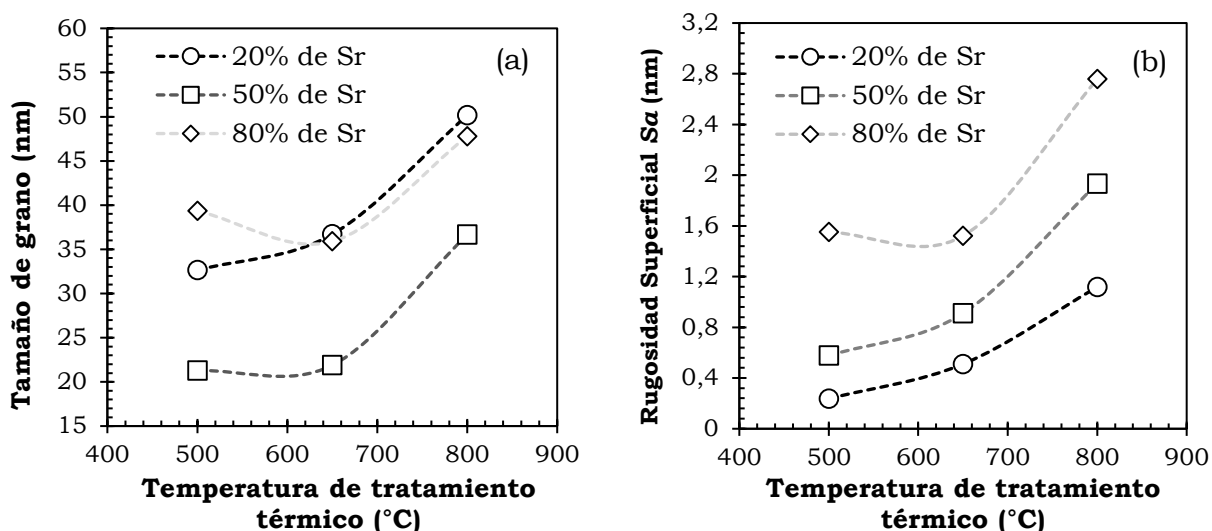 60
55
50
45
40
35
30
25
20
15
400 500 600 700 800 900
Tamaño de grano (nm)
Temperatura de tratamiento
térmico (°C)
20% de Sr
50% de Sr
80% de Sr
(a)
3,2
2,8
2,4
2
1,6
1,2
0,8
0,4
0
400 500 600 700 800 900
Rugosidad Superficial Sa (nm)
Temperatura de tratamiento
térmico (°C)
20% de Sr
50% de Sr
80% de Sr
(b)